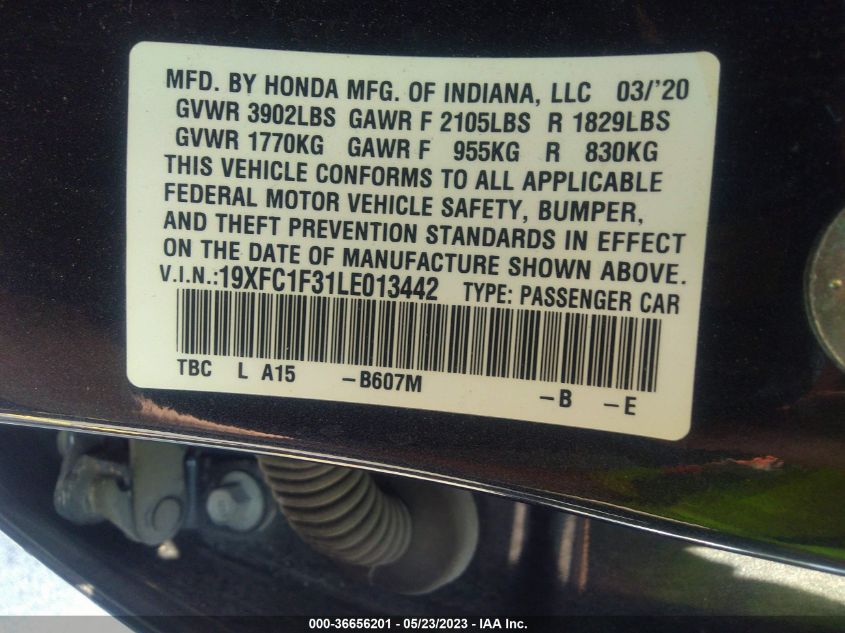 MFD. BY HONDA MFG. OF INDIANA, LLC 03/'20
GVWR 3902LBS GAWR F 2105LBS R 1829LBS
GVWR 1770KG GAWR F 955KG R 830KG
THIS VEHICLE CONFORMS TO ALL APPLICABLE
FEDERAL MOTOR VEHICLE SAFETY, BUMPER,
AND THEFT PREVENTION STANDARDS IN EFFECT
ON THE DATE OF MANUFACTURE SHOWN ABOVE.
V.I.N.:19XFC1F31LE013442 TYPE: PASSENGER CAR
TBC L A15 -B607M -B -E
000-36656201 - 05/23/2023 - IAA Inc.